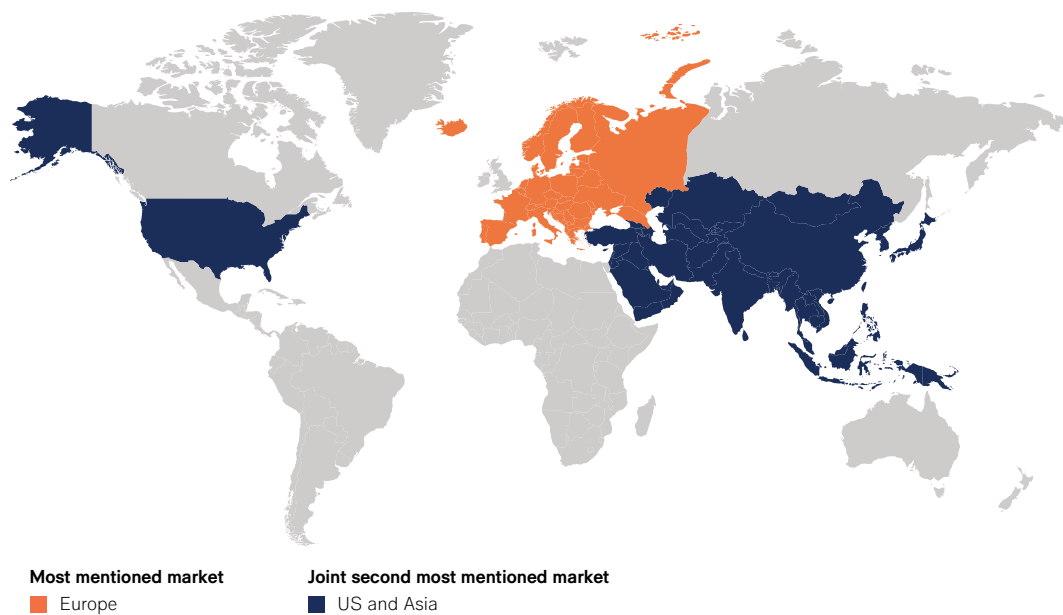 Most mentioned market
Europe
Joint second most mentioned market
US and Asia